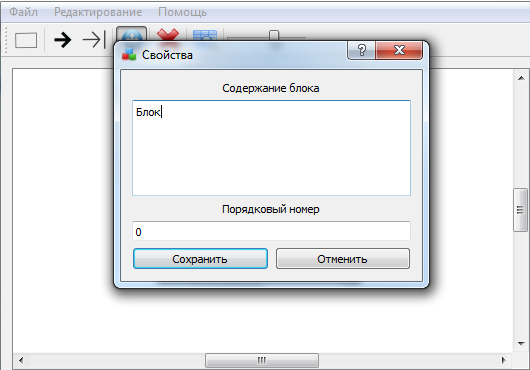 Файл Редактирование Помощь
Свойства
?
Содержание блока
Блок
Порядковый номер
0
Сохранить Отменить